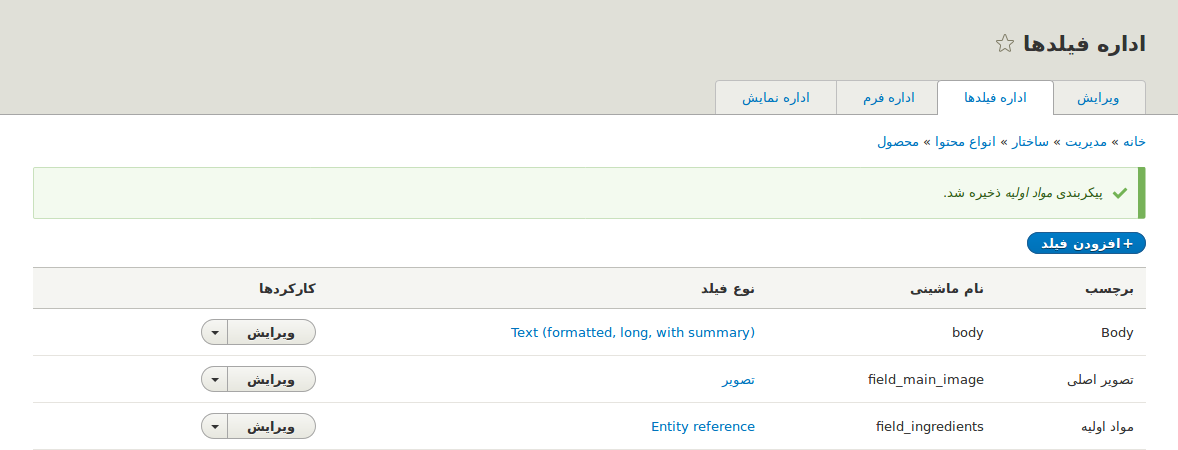 اداره فیلدها
ویرایش اداره فیلدها اداره فرم اداره نمایش
خانه » مدیریت » ساختار » انواع محتوا » محصول
پیکربندی مواد اولیه ذخیره شد.
+ افزودن فیلد
برچسب نام ماشینی نوع فیلد کارکردها
Body body Text (formatted, long, with summary) ویرایش
تصویر اصلی field_main_image تصویر ویرایش
مواد اولیه field_ingredients Entity reference ویرایش